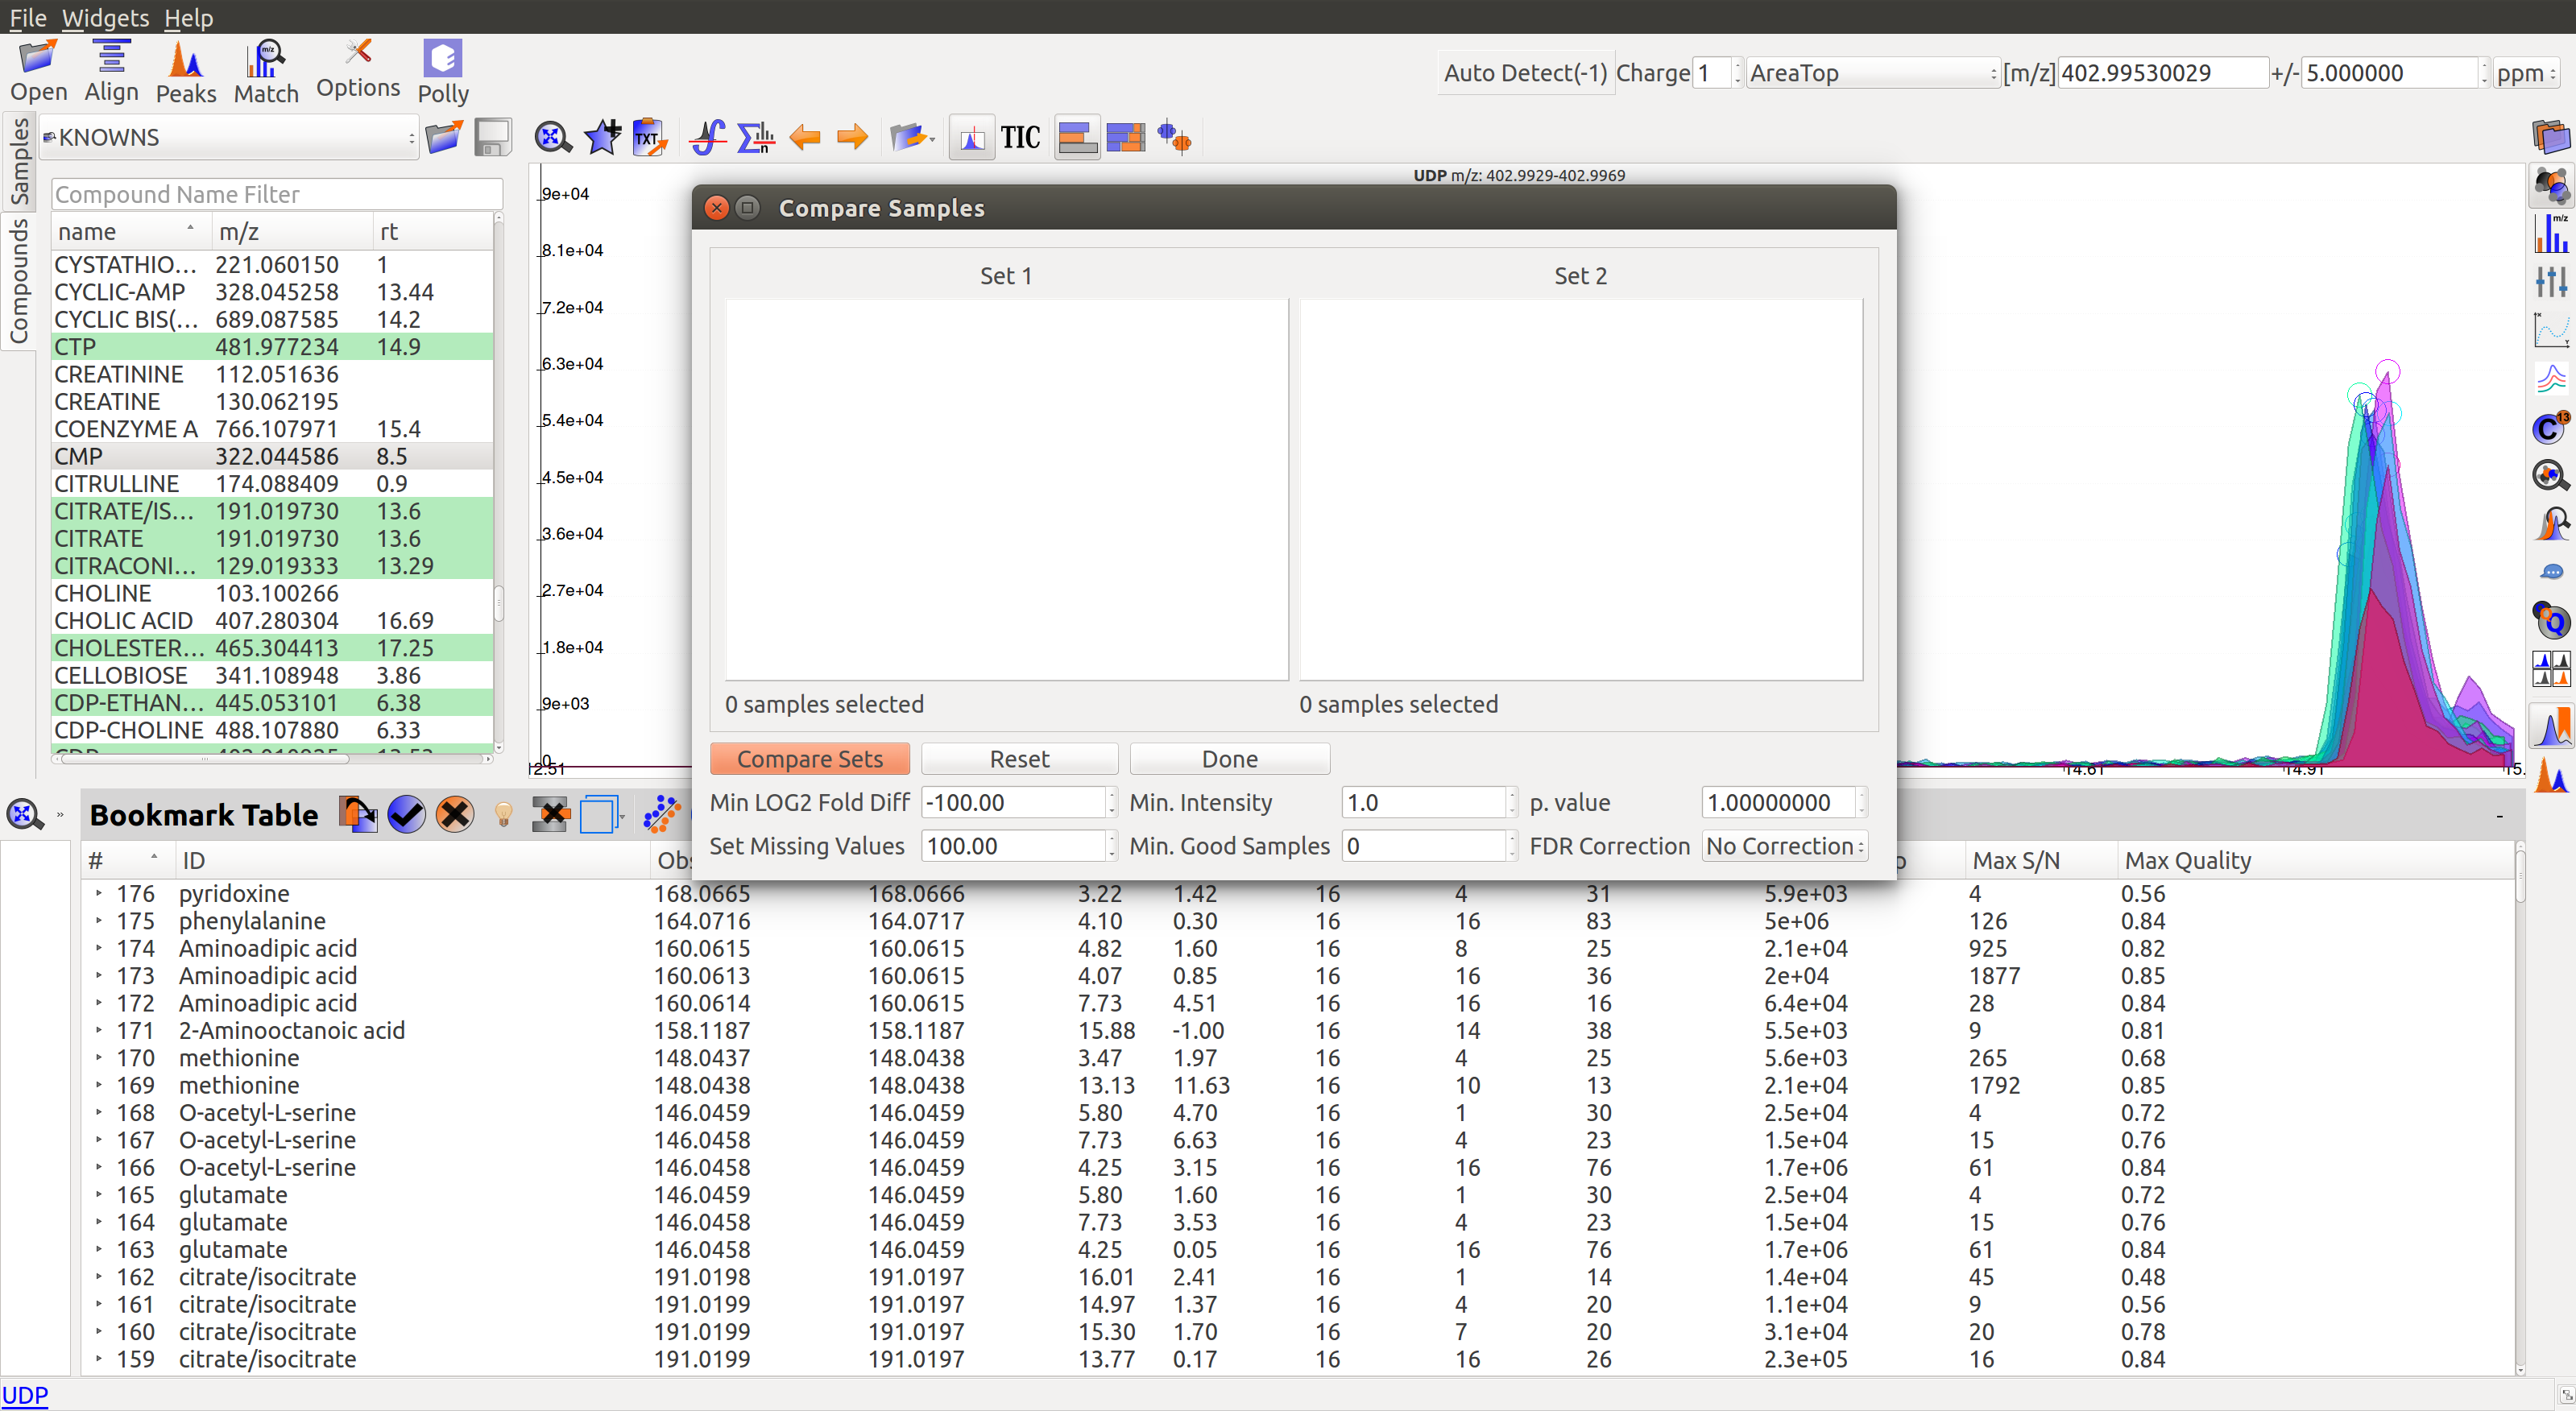 File Widgets Help
Open Align Peaks Match Options Polly
Auto Detect(-1) Charge 1 AreaTop [m/z] 402.99530029 +/- 5.000000 ppm
Samples
Compounds
KNOWNS
TXT TIC
Compound Name Filter
name m/z rt
CYSTATHIO... 221.060150 1
CYCLIC-AMP 328.045258 13.44
CYCLIC BIS(... 689.087585 14.2
CTP 481.977234 14.9
CREATININE 112.051636
CREATINE 130.062195
COENZYME A 766.107971 15.4
CMP 322.044586 8.5
CITRULLINE 174.088409 0.9
CITRATE/IS... 191.019730 13.6
CITRATE 191.019730 13.6
CITRACONI... 129.019333 13.29
CHOLINE 103.100266
CHOLIC ACID 407.280304 16.69
CHOLESTER... 465.304413 17.25
CELLOBIOSE 341.108948 3.86
CDP-ETHAN... 445.053101 6.38
CDP-CHOLINE 488.107880 6.33
UDP m/z: 402.9929-402.9969
9e+04
8.1e+04
7.2e+04
6.3e+04
5.4e+04
4.5e+04
3.6e+04
2.7e+04
1.8e+04
9e+03
0
12.51 14.61 14.91 15.
Compare Samples
Set 1 Set 2
0 samples selected 0 samples selected
Compare Sets Reset Done
Min LOG2 Fold Diff -100.00 Min. Intensity 1.0 p. value 1.00000000
Set Missing Values 100.00 Min. Good Samples 0 FDR Correction No Correction
m/z
C 13
Q
» Bookmark Table -
# ID Obs Max S/N Max Quality
176 pyridoxine 168.0665 168.0666 3.22 1.42 16 4 31 5.9e+03 4 0.56
175 phenylalanine 164.0716 164.0717 4.10 0.30 16 16 83 5e+06 126 0.84
174 Aminoadipic acid 160.0615 160.0615 4.82 1.60 16 8 25 2.1e+04 925 0.82
173 Aminoadipic acid 160.0613 160.0615 4.07 0.85 16 16 36 2e+04 1877 0.85
172 Aminoadipic acid 160.0614 160.0615 7.73 4.51 16 16 16 6.4e+04 28 0.84
171 2-Aminooctanoic acid 158.1187 158.1187 15.88 -1.00 16 14 38 5.5e+03 9 0.81
170 methionine 148.0437 148.0438 3.47 1.97 16 4 25 5.6e+03 265 0.68
169 methionine 148.0438 148.0438 13.13 11.63 16 10 13 2.1e+04 1792 0.85
168 O-acetyl-L-serine 146.0459 146.0459 5.80 4.70 16 1 30 2.5e+04 4 0.72
167 O-acetyl-L-serine 146.0458 146.0459 7.73 6.63 16 4 23 1.5e+04 15 0.76
166 O-acetyl-L-serine 146.0458 146.0459 4.25 3.15 16 16 76 1.7e+06 61 0.84
165 glutamate 146.0459 146.0459 5.80 1.60 16 1 30 2.5e+04 4 0.72
164 glutamate 146.0458 146.0459 7.73 3.53 16 4 23 1.5e+04 15 0.76
163 glutamate 146.0458 146.0459 4.25 0.05 16 16 76 1.7e+06 61 0.84
162 citrate/isocitrate 191.0198 191.0197 16.01 2.41 16 1 14 1.4e+04 45 0.48
161 citrate/isocitrate 191.0199 191.0197 14.97 1.37 16 4 20 1.1e+04 9 0.56
160 citrate/isocitrate 191.0199 191.0197 15.30 1.70 16 7 20 3.1e+04 20 0.78
159 citrate/isocitrate 191.0199 191.0197 13.77 0.17 16 16 26 2.3e+05 16 0.84
UDP